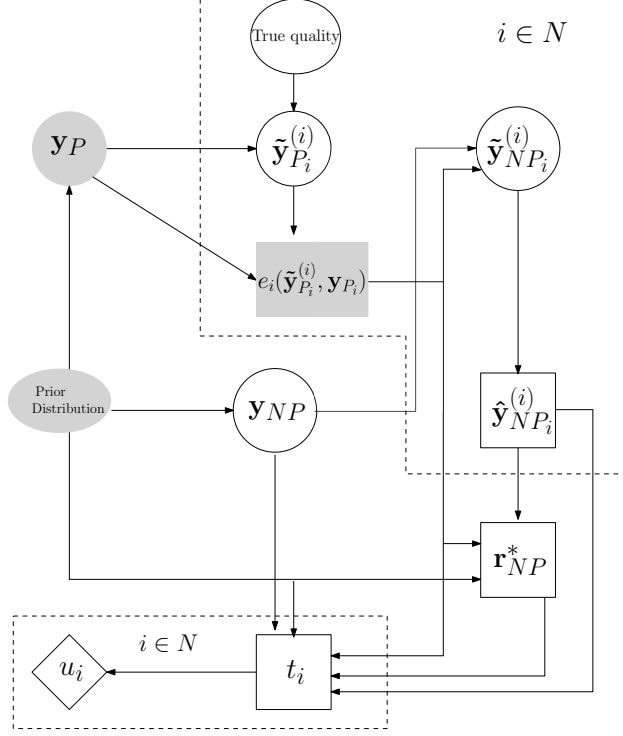 True quality
i ∈ N
y_P
ỹ_{P_i}^{(i)}
ỹ_{NP_i}^{(i)}
e_i(ỹ_{P_i}^{(i)}, y_{P_i})
Prior
Distribution
y_{NP}
ŷ_{NP_i}^{(i)}
r^*_{NP}
i ∈ N
u_i
t_i